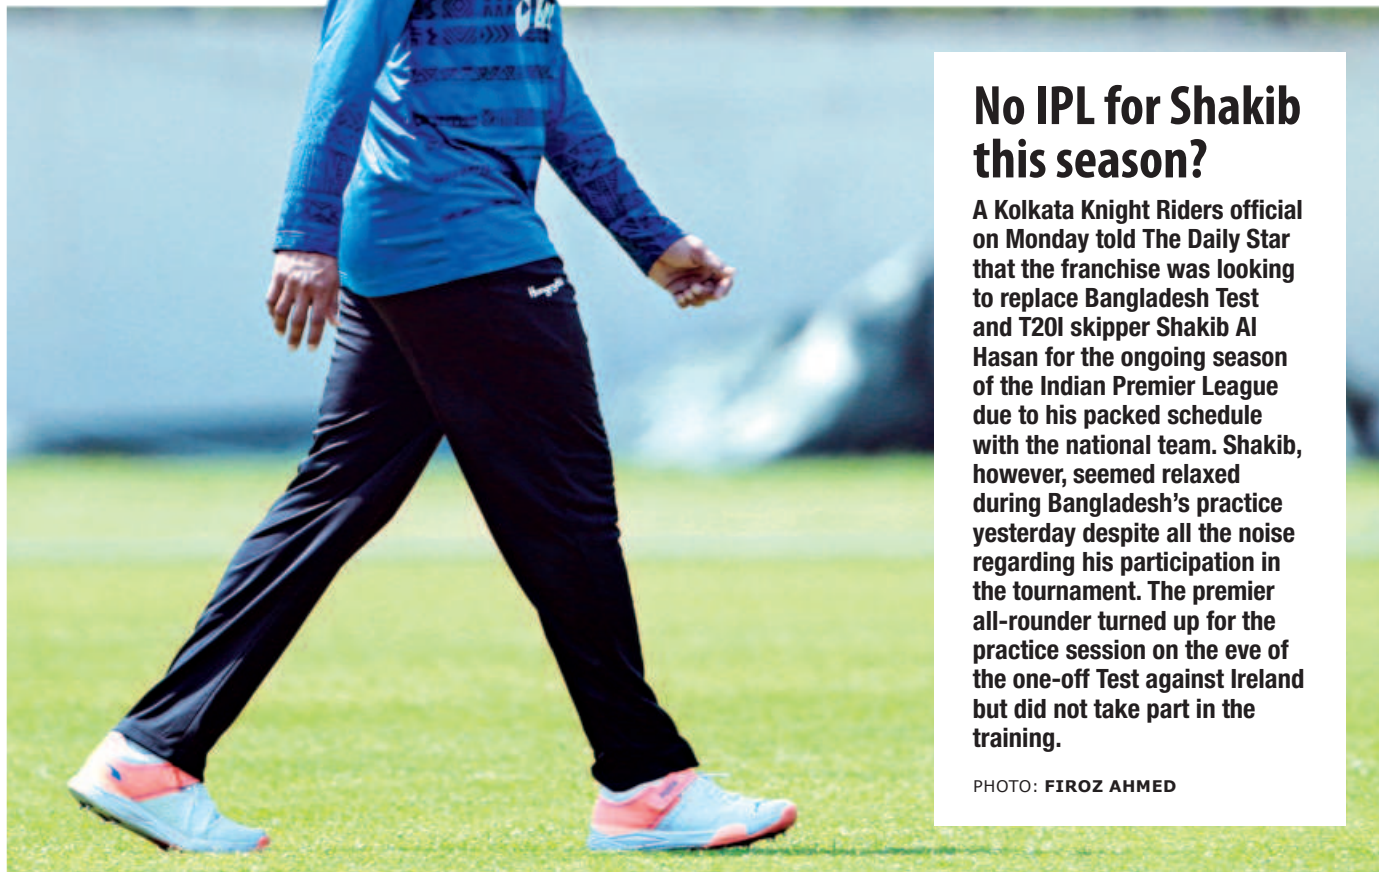 No IPL for Shakib
this season?
A Kolkata Knight Riders official
on Monday told The Daily Star
that the franchise was looking
to replace Bangladesh Test
and T20I skipper Shakib Al
Hasan for the ongoing season
of the Indian Premier League
due to his packed schedule
with the national team. Shakib,
however, seemed relaxed
during Bangladesh’s practice
yesterday despite all the noise
regarding his participation in
the tournament. The premier
all-rounder turned up for the
practice session on the eve of
the one-off Test against Ireland
but did not take part in the
training.
PHOTO: FIROZ AHMED